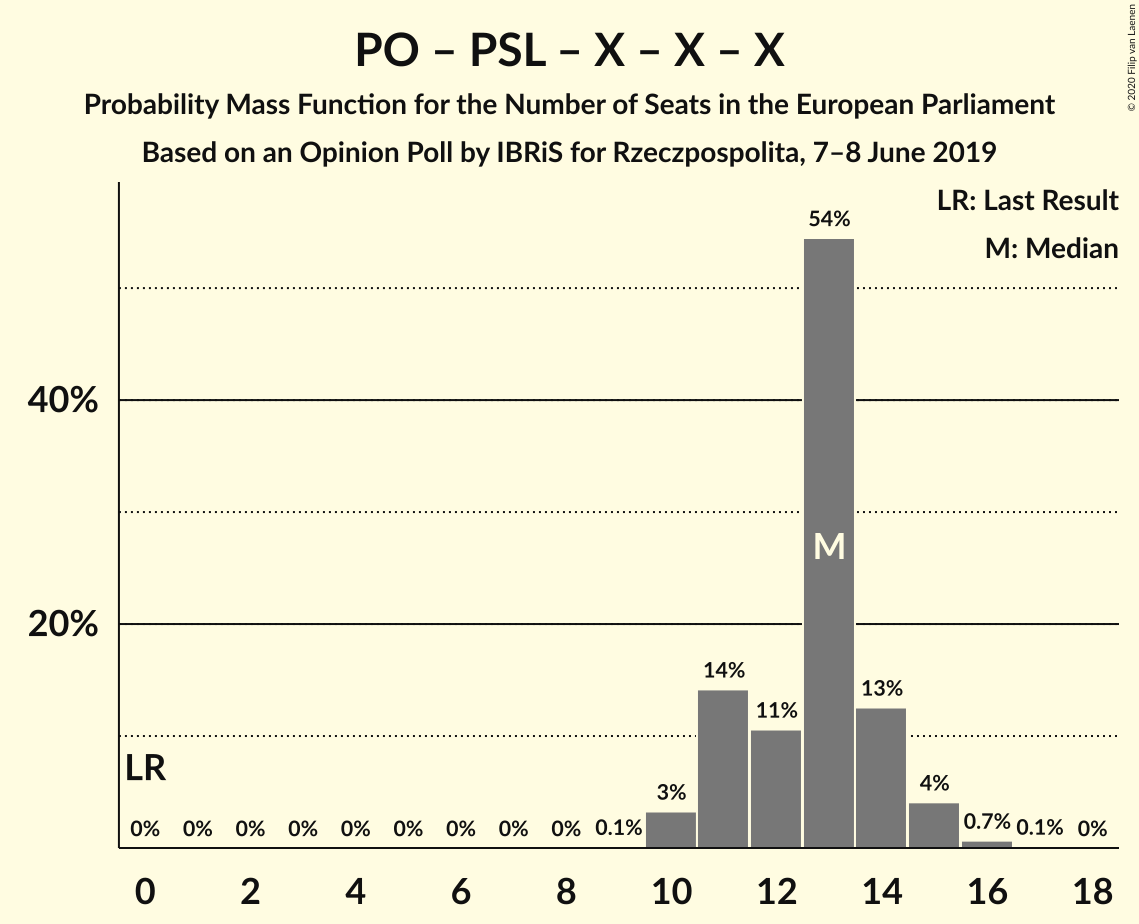 PO – PSL – X – X – X
Probability Mass Function for the Number of Seats in the European Parliament
Based on an Opinion Poll by IBRiS for Rzeczpospolita, 7–8 June 2019
© 2020 Filip van Laenen
LR: Last Result
M: Median
54%
40%
M
20%
14%
13%
11%
LR
4%
3%
0% 0% 0% 0% 0% 0% 0% 0% 0% 0.1% 0.7% 0.1% 0%
0 2 4 6 8 10 12 14 16 18